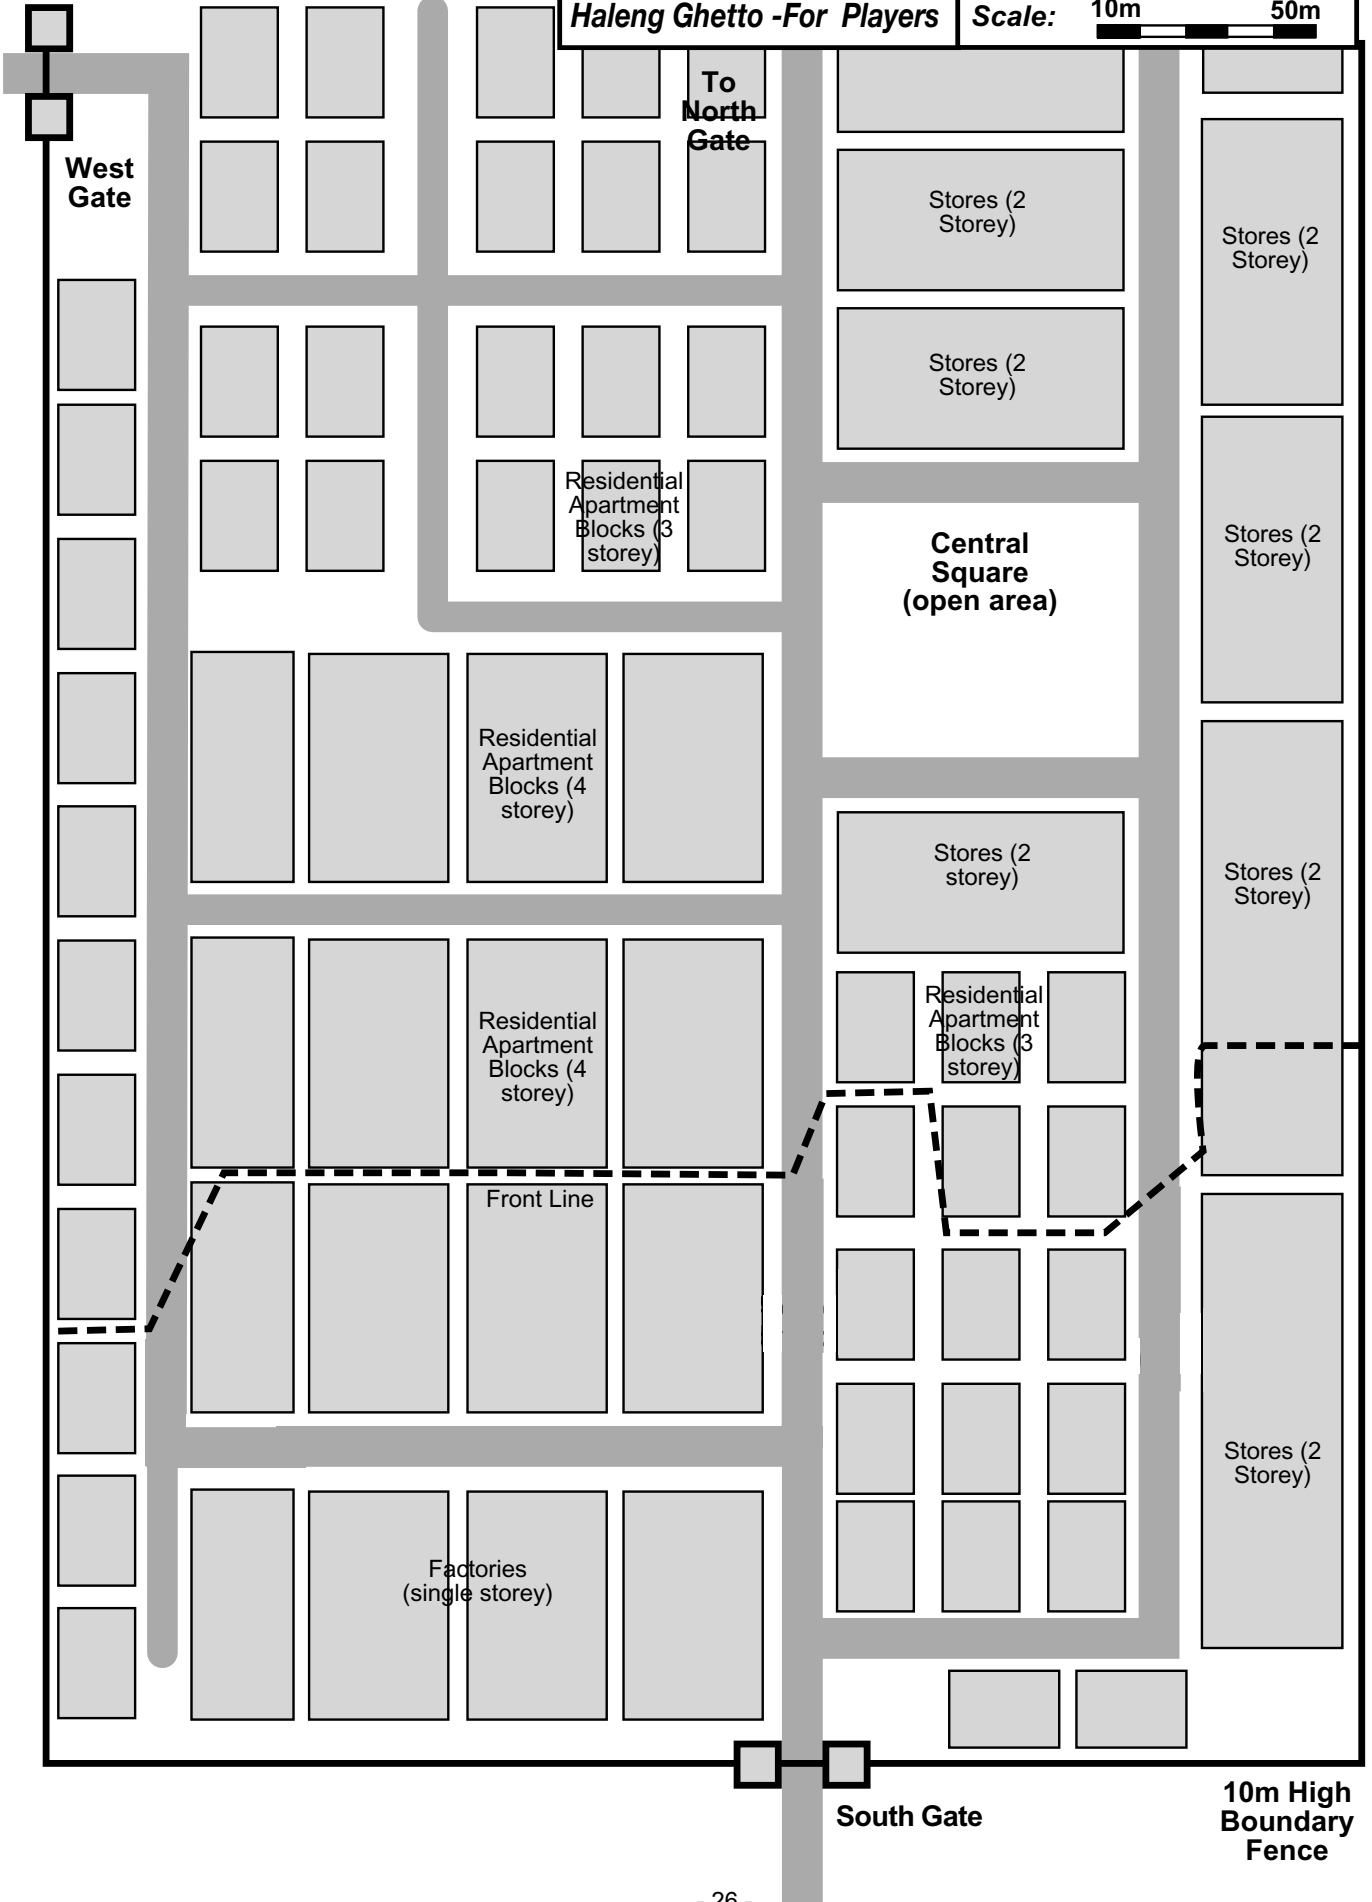 Haleng Ghetto -For Players
Scale:
10m
50m
To
North
Gate
West
Gate
Stores (2
Storey)
Stores (2
Storey)
Stores (2
Storey)
Residential
Apartment
Blocks (3
storey)
Central
Square
(open area)
Stores (2
Storey)
Residential
Apartment
Blocks (4
storey)
Stores (2
storey)
Stores (2
Storey)
Residential
Apartment
Blocks (4
storey)
Residential
Apartment
Blocks (3
storey)
Front Line
Stores (2
Storey)
Factories
(single storey)
South Gate
10m High
Boundary
Fence
- 26 -